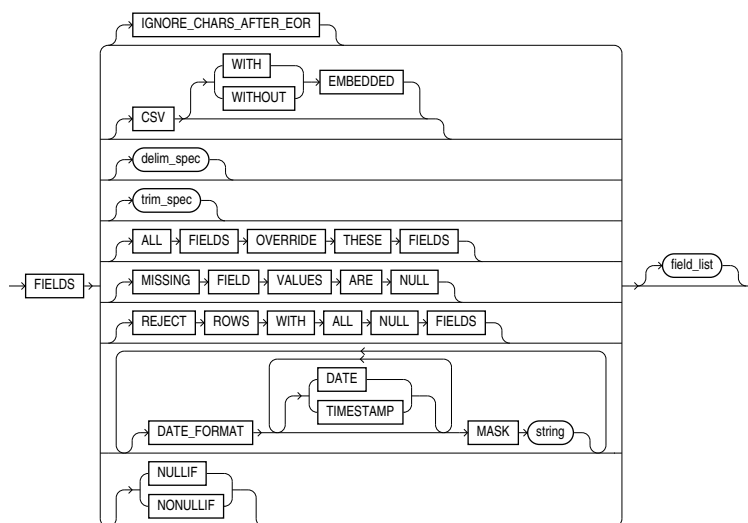 IGNORE_CHARS_AFTER_EOR
WITH
WITHOUT
EMBEDDED
CSV
delim_spec
trim_spec
ALL FIELDS OVERRIDE THESE FIELDS
FIELDS
MISSING FIELD VALUES ARE NULL
field_list
REJECT ROWS WITH ALL NULL FIELDS
DATE
TIMESTAMP
DATE_FORMAT
MASK string
NULLIF
NONULLIF